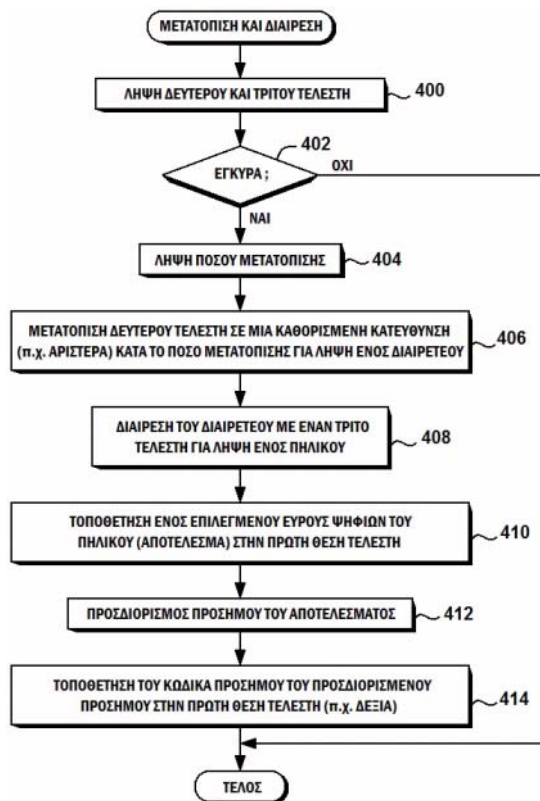 ΜΕΤΑΤΟΠΙΣΗ ΚΑΙ ΔΙΑΙΡΕΣΗ
ΛΗΨΗ ΔΕΥΤΕΡΟΥ ΚΑΙ ΤΡΙΤΟΥ ΤΕΛΕΣΤΗ
400
402
ΕΓΚΥΡΑ ;
ΟΧΙ
ΝΑΙ
ΛΗΨΗ ΠΟΣΟΥ ΜΕΤΑΤΟΠΙΣΗΣ
404
ΜΕΤΑΤΟΠΙΣΗ ΔΕΥΤΕΡΟΥ ΤΕΛΕΣΤΗ ΣΕ ΜΙΑ ΚΑΘΟΡΙΣΜΕΝΗ ΚΑΤΕΥΘΥΝΣΗ
(π.χ. ΑΡΙΣΤΕΡΑ) ΚΑΤΑ ΤΟ ΠΟΣΟ ΜΕΤΑΤΟΠΙΣΗΣ ΓΙΑ ΛΗΨΗ ΕΝΟΣ ΔΙΑΙΡΕΤΕΟΥ
406
ΔΙΑΙΡΕΣΗ ΤΟΥ ΔΙΑΙΡΕΤΕΟΥ ΜΕ ΕΝΑΝ ΤΡΙΤΟ
ΤΕΛΕΣΤΗ ΓΙΑ ΛΗΨΗ ΕΝΟΣ ΠΗΛΙΚΟΥ
408
ΤΟΠΟΘΕΤΗΣΗ ΕΝΟΣ ΕΠΙΛΕΓΜΕΝΟΥ ΕΥΡΟΥΣ ΨΗΦΙΩΝ ΤΟΥ
ΠΗΛΙΚΟΥ (ΑΠΟΤΕΛΕΣΜΑ) ΣΤΗΝ ΠΡΩΤΗ ΘΕΣΗ ΤΕΛΕΣΤΗ
410
ΠΡΟΣΔΙΟΡΙΣΜΟΣ ΠΡΟΣΗΜΟΥ ΤΟΥ ΑΠΟΤΕΛΕΣΜΑΤΟΣ
412
ΤΟΠΟΘΕΤΗΣΗ ΤΟΥ ΚΩΔΙΚΑ ΠΡΟΣΗΜΟΥ ΤΟΥ ΠΡΟΣΔΙΟΡΙΣΜΕΝΟΥ
ΠΡΟΣΗΜΟΥ ΣΤΗΝ ΠΡΩΤΗ ΘΕΣΗ ΤΕΛΕΣΤΗ (π.χ. ΔΕΞΙΑ)
414
ΤΕΛΟΣ